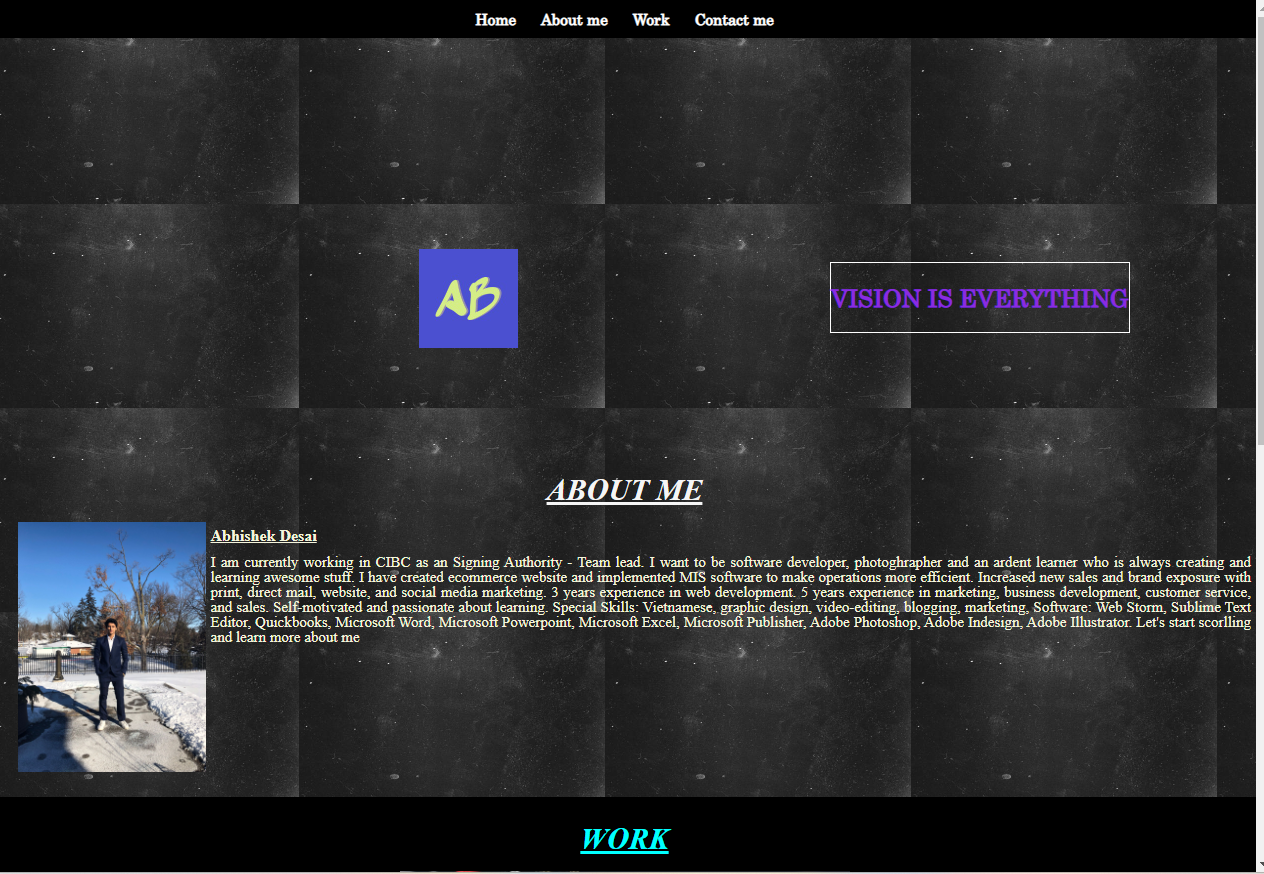 Home About me Work Contact me
AB
VISION IS EVERYTHING
ABOUT ME
Abhishek Desai
I am currently working in CIBC as an Signing Authority - Team lead. I want to be software developer, photoghrapher and an ardent learner who is always creating and
learning awesome stuff. I have created ecommerce website and implemented MIS software to make operations more efficient. Increased new sales and brand exposure with
print, direct mail, website, and social media marketing. 3 years experience in web development. 5 years experience in marketing, business development, customer service,
and sales. Self-motivated and passionate about learning. Special Skills: Vietnamese, graphic design, video-editing, blogging, marketing, Software: Web Storm, Sublime Text
Editor, Quickbooks, Microsoft Word, Microsoft Powerpoint, Microsoft Excel, Microsoft Publisher, Adobe Photoshop, Adobe Indesign, Adobe Illustrator. Let's start scorlling
and learn more about me
WORK